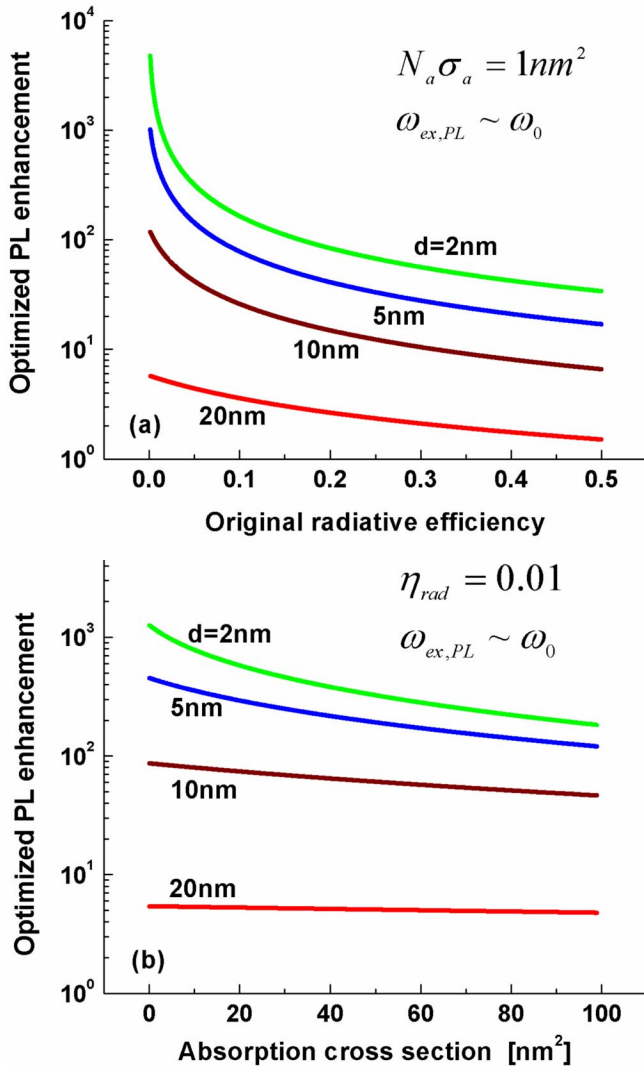 10^4
10^3
10^2
10^1
10^0
Optimized PL enhancement
N_a σ_a = 1nm^2
ω_ex,PL ~ ω_0
d=2nm
5nm
10nm
20nm
(a)
0.0 0.1 0.2 0.3 0.4 0.5
Original radiative efficiency
10^3
10^2
10^1
10^0
Optimized PL enhancement
η_rad = 0.01
ω_ex,PL ~ ω_0
d=2nm
5nm
10nm
20nm
(b)
0 20 40 60 80 100
Absorption cross section [nm^2]